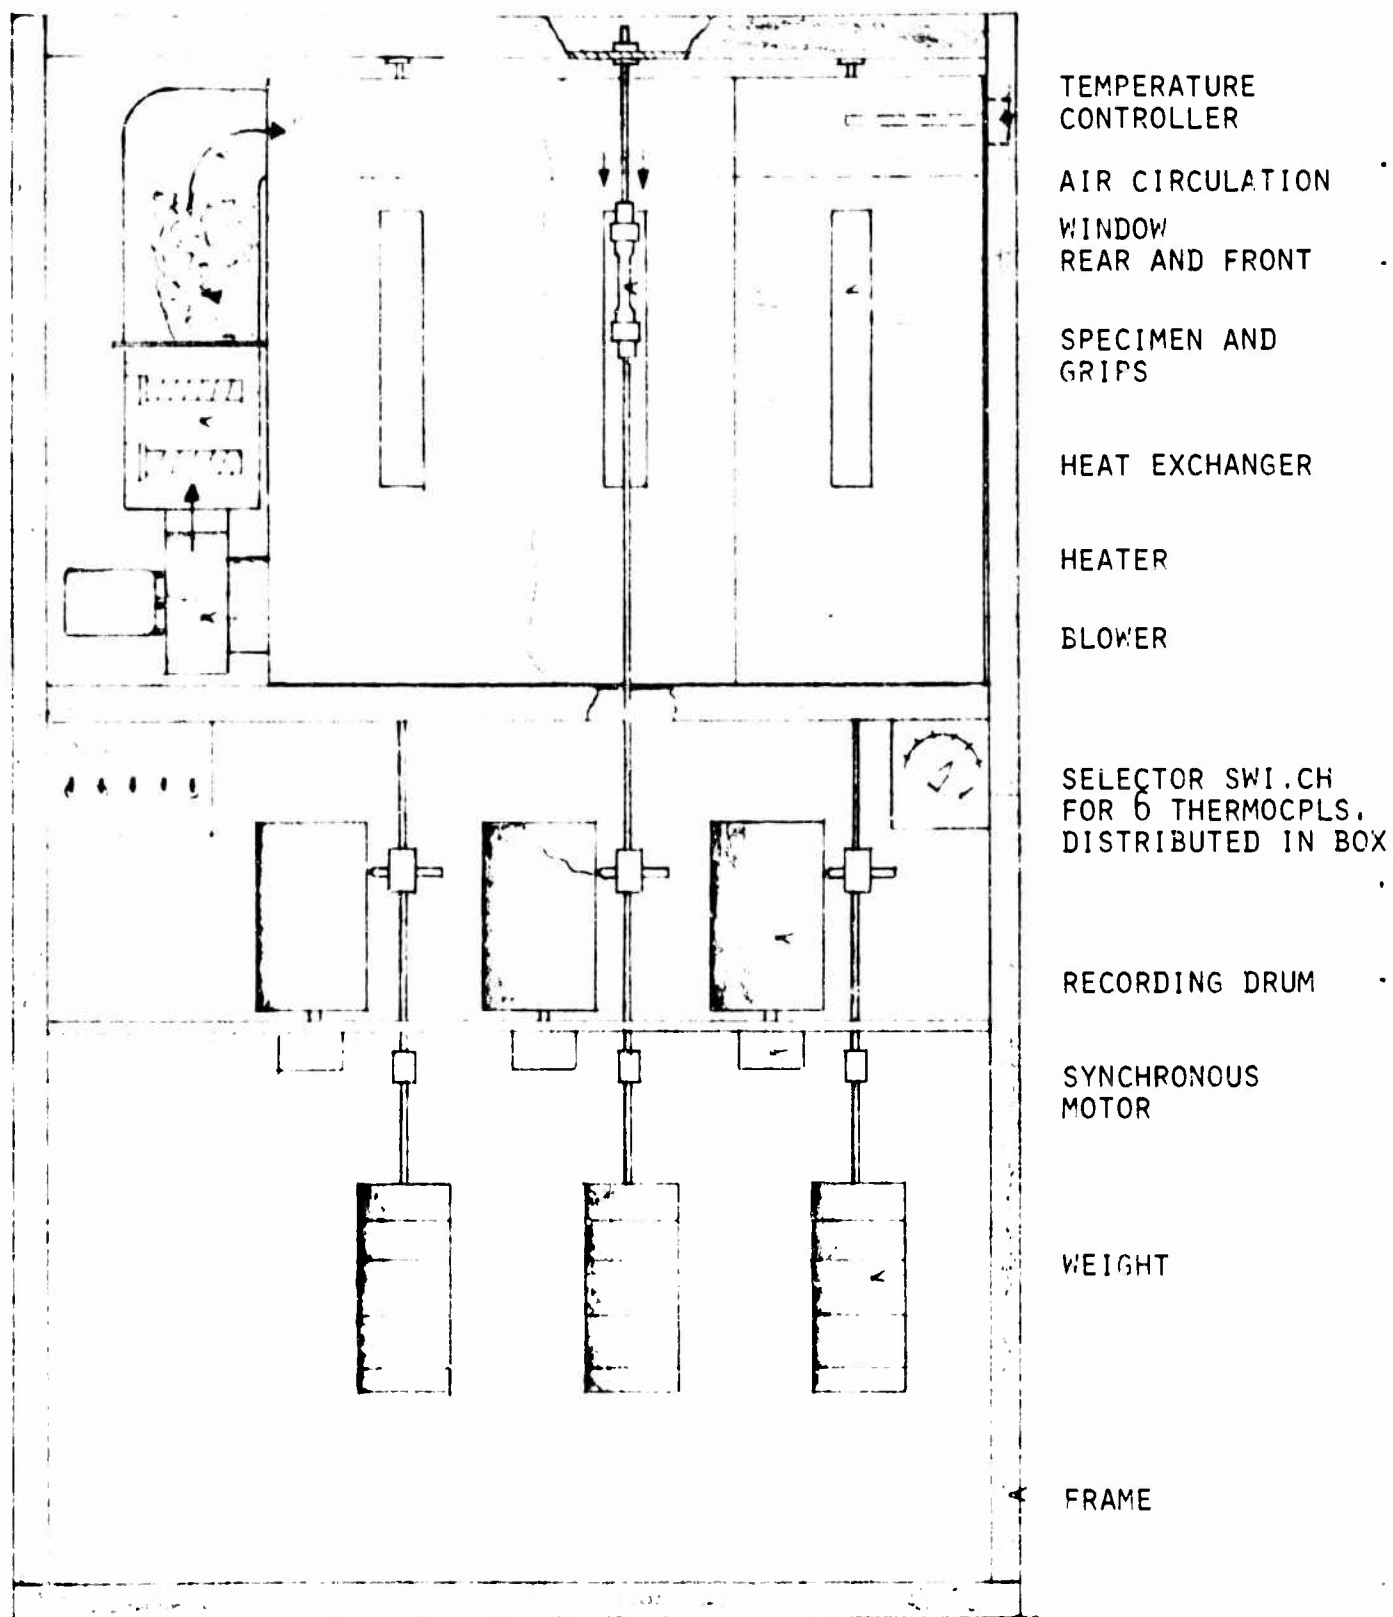 TEMPERATURE
CONTROLLER
AIR CIRCULATION
WINDOW
REAR AND FRONT
SPECIMEN AND
GRIPS
HEAT EXCHANGER
HEATER
BLOWER
SELECTOR SWI.CH
FOR 6 THERMOCPLS.
DISTRIBUTED IN BOX
RECORDING DRUM
SYNCHRONOUS
MOTOR
WEIGHT
FRAME